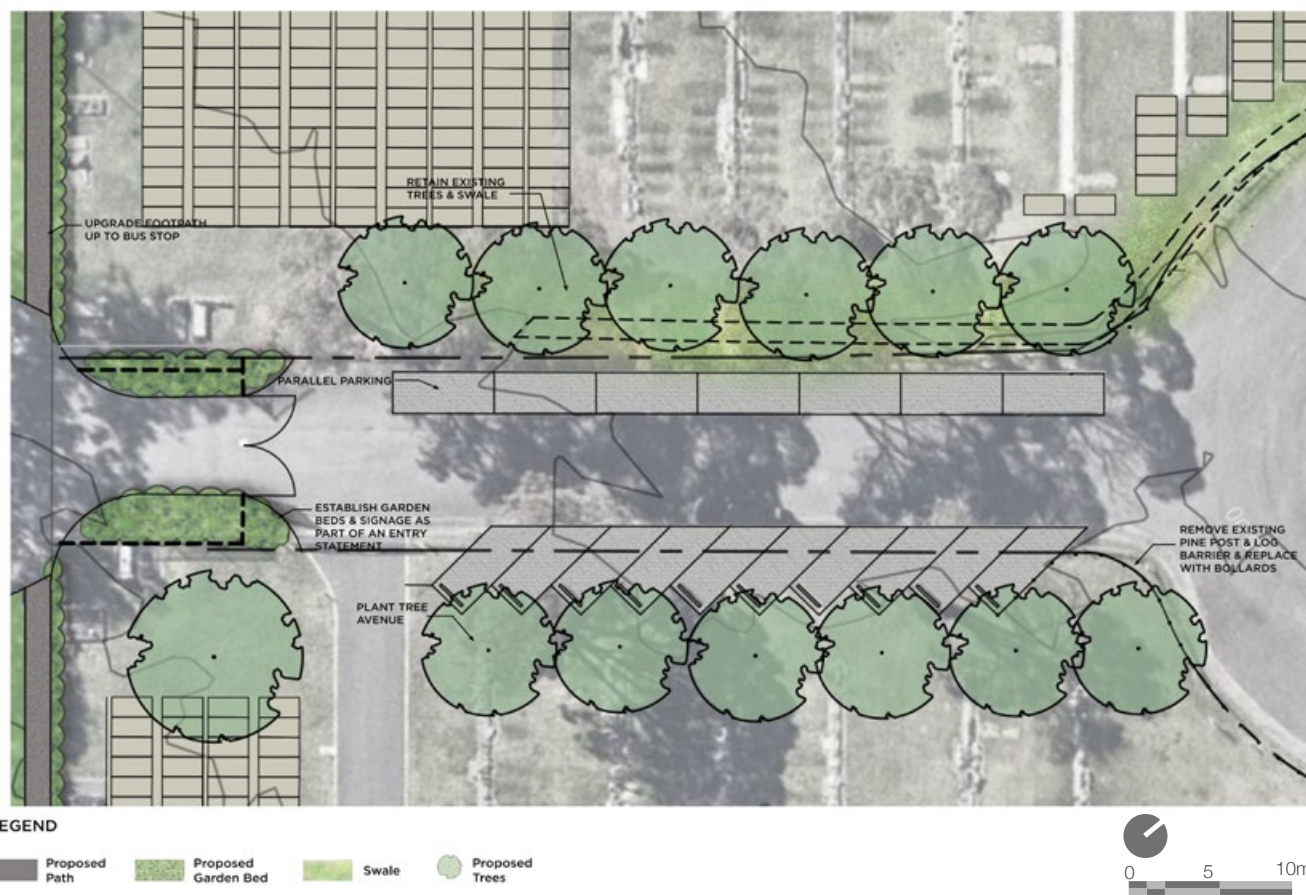 RETAIN EXISTING
TREES & SWALE
UPGRADE FOOTPATH
UP TO BUS STOP
PARALLEL PARKING
ESTABLISH GARDEN
BEDS & SIGNAGE AS
PART OF AN ENTRY
STATEMENT
REMOVE EXISTING
PINE POST & LOG
BARRIER & REPLACE
WITH BOLLARDS
PLANT TREE
AVENUE
EGEND
Proposed
Path
Proposed
Garden Bed
Swale
Proposed
Trees
0 5 10m